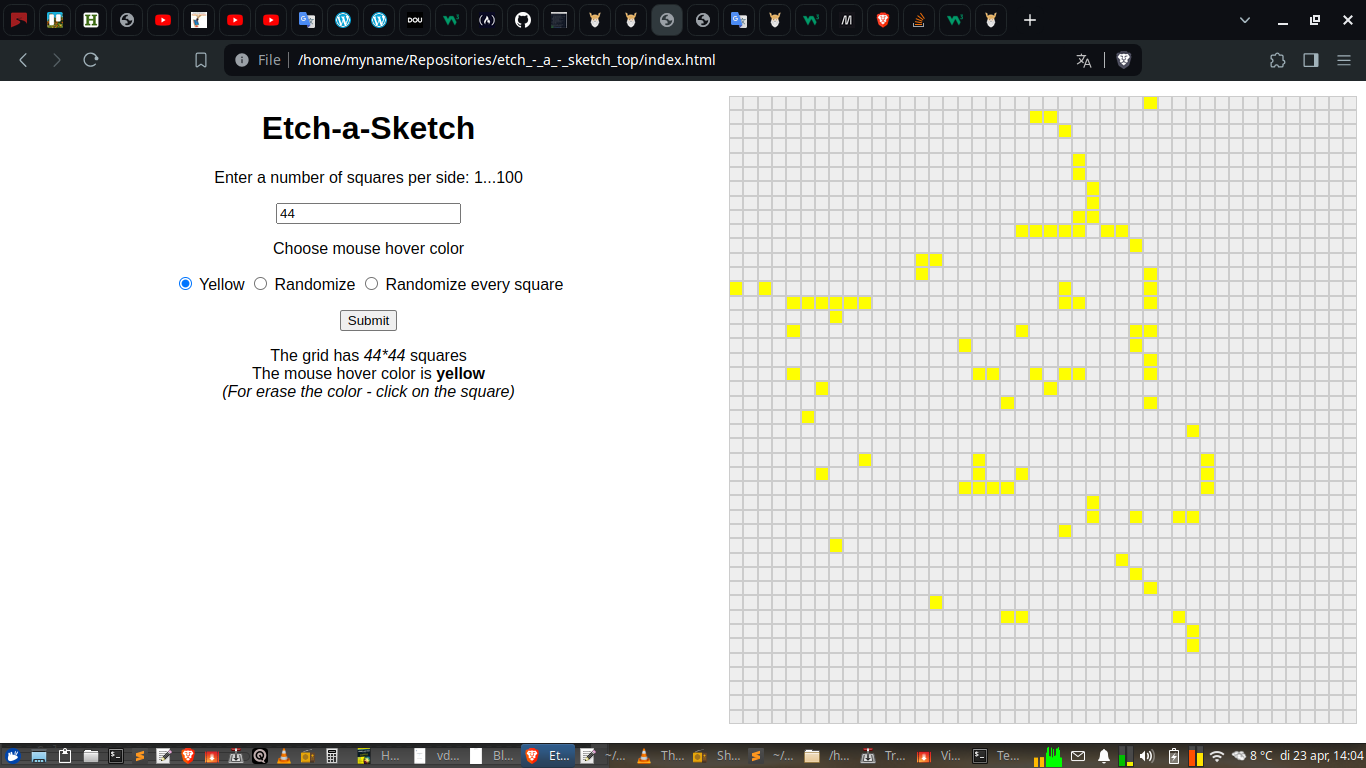 DOU
File
/home/myname/Repositories/etch_-_a_-_sketch_top/index.html
Etch-a-Sketch
Enter a number of squares per side: 1...100
44
Choose mouse hover color
Yellow Randomize Randomize every square
Submit
The grid has 44*44 squares
The mouse hover color is yellow
(For erase the color - click on the square)
H... vd... Bl... Et... ~/... Th... Sh... ~/... /h... Tr... Vi... Te... 8 °C di 23 apr, 14:04